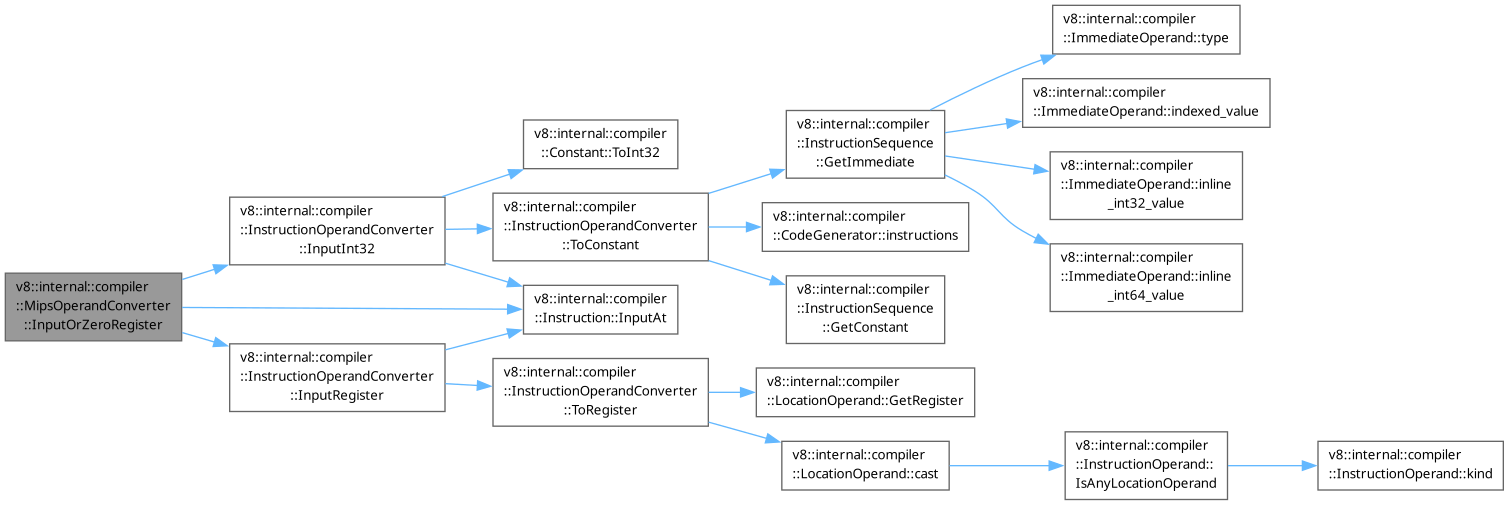 v8::internal::compiler
::MipsOperandConverter
::InputOrZeroRegister
v8::internal::compiler
::InstructionOperandConverter
::InputInt32
v8::internal::compiler
::Constant::ToInt32
v8::internal::compiler
::InstructionOperandConverter
::ToConstant
v8::internal::compiler
::InstructionSequence
::GetImmediate
v8::internal::compiler
::ImmediateOperand::type
v8::internal::compiler
::ImmediateOperand::indexed_value
v8::internal::compiler
::ImmediateOperand::inline
_int32_value
v8::internal::compiler
::ImmediateOperand::inline
_int64_value
v8::internal::compiler
::CodeGenerator::instructions
v8::internal::compiler
::InstructionSequence
::GetConstant
v8::internal::compiler
::Instruction::InputAt
v8::internal::compiler
::InstructionOperandConverter
::InputRegister
v8::internal::compiler
::InstructionOperandConverter
::ToRegister
v8::internal::compiler
::LocationOperand::GetRegister
v8::internal::compiler
::LocationOperand::cast
v8::internal::compiler
::InstructionOperand::
IsAnyLocationOperand
v8::internal::compiler
::InstructionOperand::kind